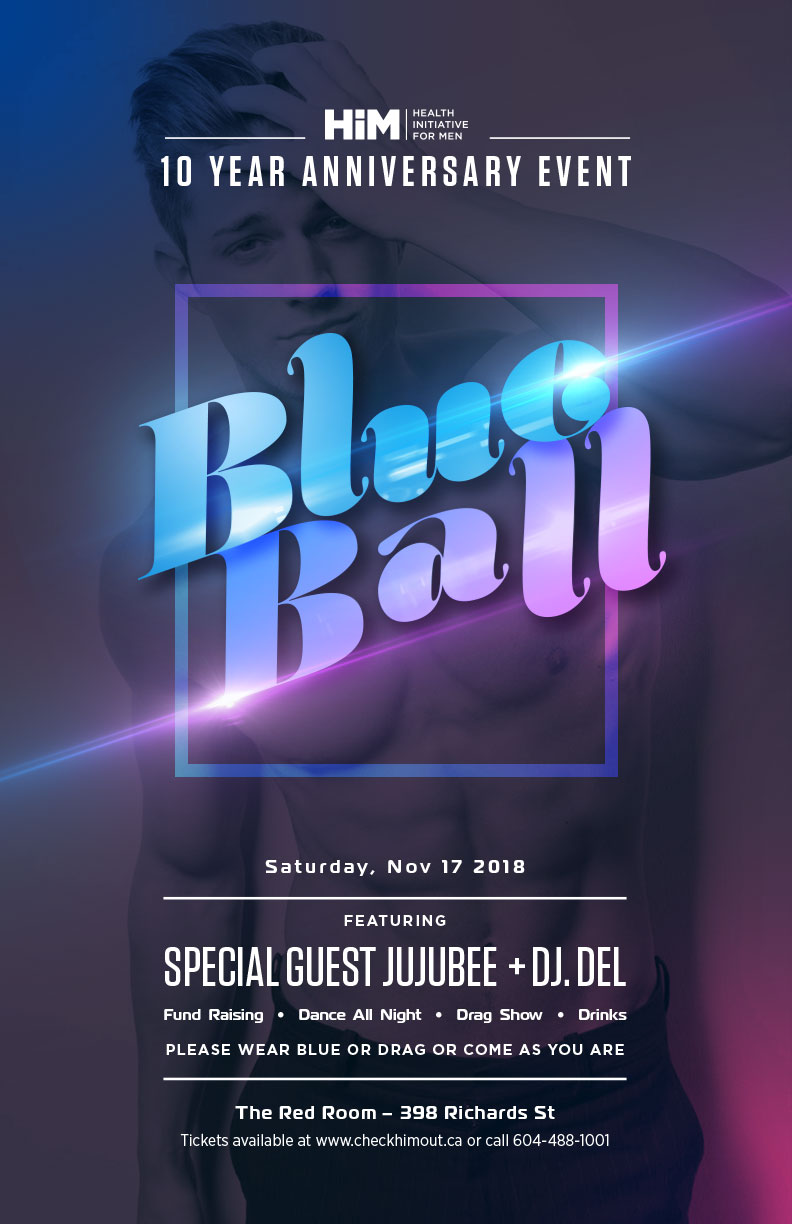 HiM HEALTH
INITIATIVE
FOR MEN
10 YEAR ANNIVERSARY EVENT
Blue
Ball
Saturday, Nov 17 2018
FEATURING
SPECIAL GUEST JUJUBEE + DJ. DEL
Fund Raising • Dance All Night • Drag Show • Drinks
PLEASE WEAR BLUE OR DRAG OR COME AS YOU ARE
The Red Room – 398 Richards St
Tickets available at www.checkhimout.ca or call 604-488-1001